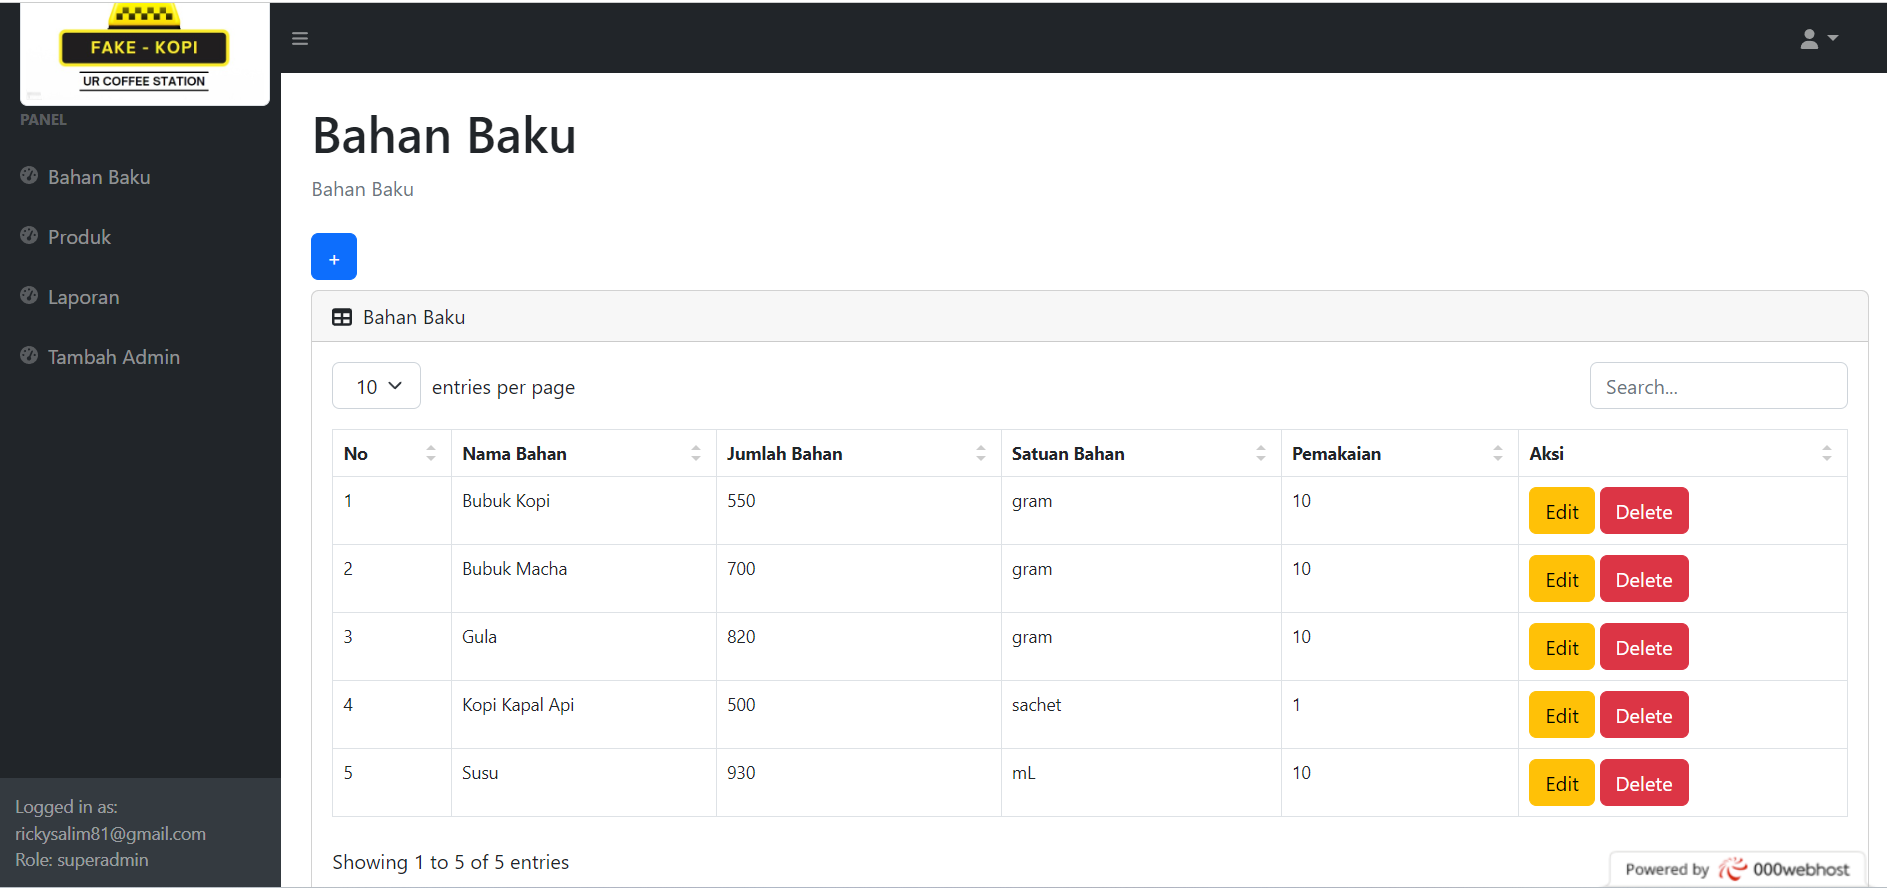 FAKE - KOPI
UR COFFEE STATION
PANEL
Bahan Baku
Produk
Laporan
Tambah Admin
Logged in as:
rickysalim81@gmail.com
Role: superadmin
Bahan Baku
Bahan Baku
+
Bahan Baku
10 entries per page Search...
No Nama Bahan Jumlah Bahan Satuan Bahan Pemakaian Aksi
1 Bubuk Kopi 550 gram 10 Edit Delete
2 Bubuk Macha 700 gram 10 Edit Delete
3 Gula 820 gram 10 Edit Delete
4 Kopi Kapal Api 500 sachet 1 Edit Delete
5 Susu 930 mL 10 Edit Delete
Showing 1 to 5 of 5 entries
Powered by 000webhost